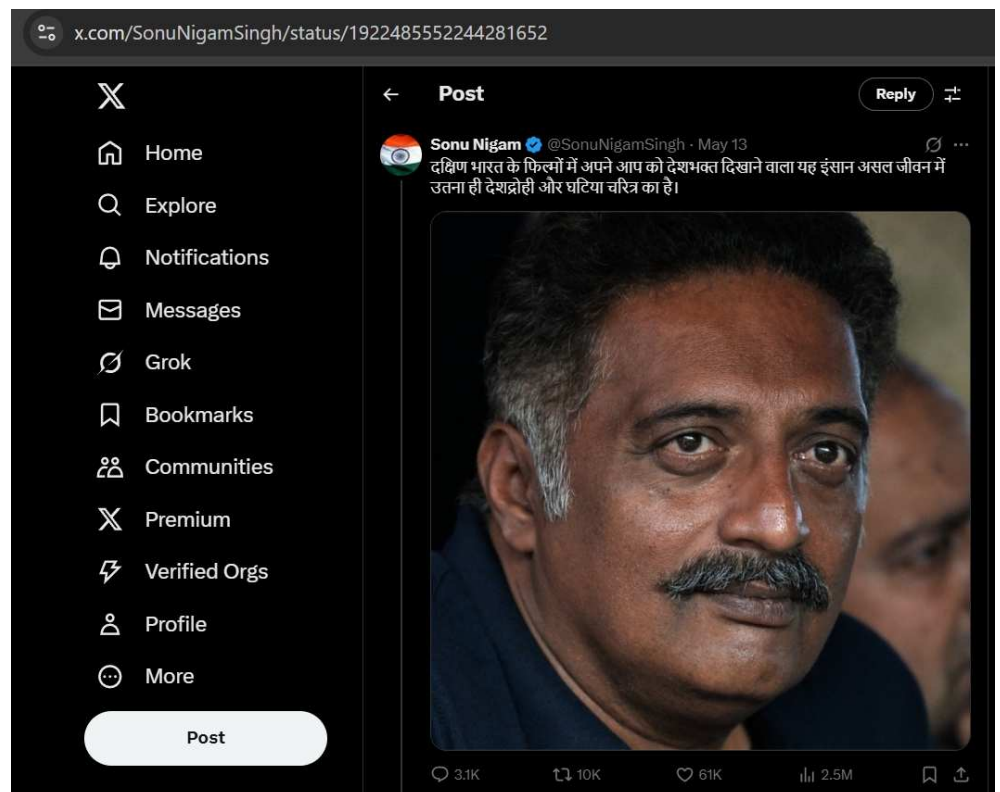 x.com/SonuNigamSingh/status/1922485552244281652
Home
Explore
Notifications
Messages
Grok
Bookmarks
Communities
Premium
Verified Orgs
Profile
More
Post
Post
Reply
Sonu Nigam @SonuNigamSingh · May 13
दक्षिण भारत के फिल्मों में अपने आप को देशभक्त दिखाने वाला यह इंसान असल जीवन में
उतना ही देशद्रोही और घटिया चरित्र का है।
3.1K 10K 61K 2.5M